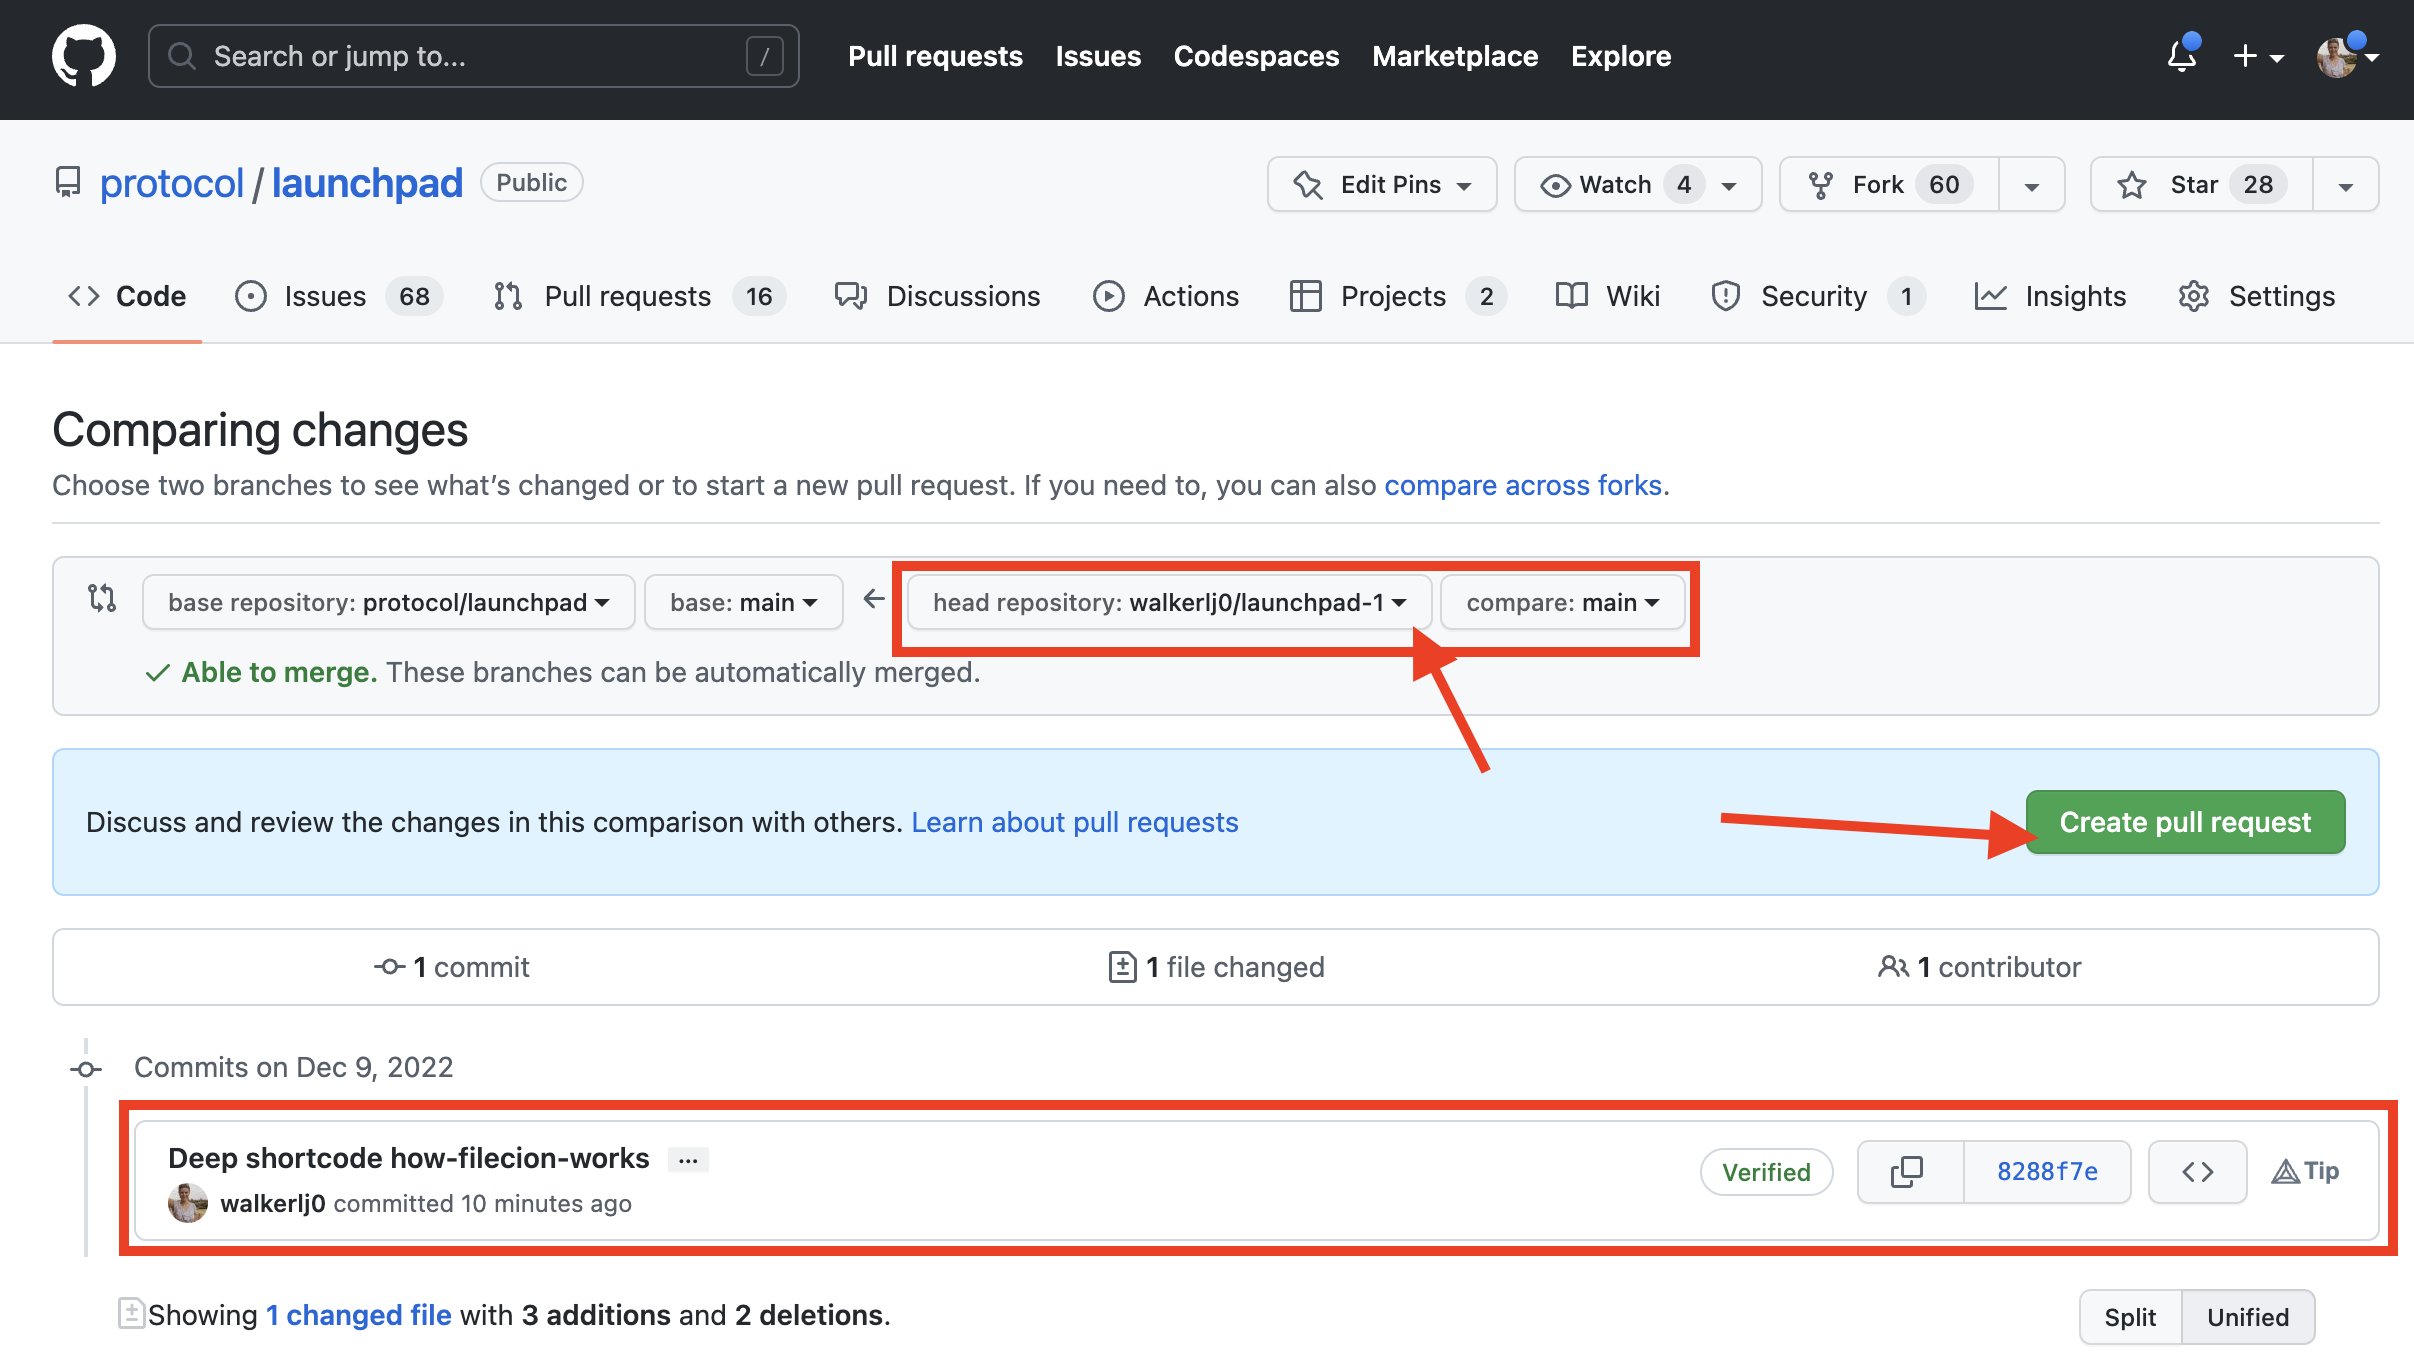 Search or jump to... / Pull requests Issues Codespaces Marketplace Explore
protocol / launchpad Public Edit Pins Watch 4 Fork 60 Star 28
Code Issues 68 Pull requests 16 Discussions Actions Projects 2 Wiki Security 1 Insights Settings
Comparing changes
Choose two branches to see what’s changed or to start a new pull request. If you need to, you can also compare across forks.
base repository: protocol/launchpad base: main head repository: walkerlj0/launchpad-1 compare: main
Able to merge. These branches can be automatically merged.
Discuss and review the changes in this comparison with others. Learn about pull requests Create pull request
1 commit 1 file changed 1 contributor
Commits on Dec 9, 2022
Deep shortcode how-filecion-works ...
Verified 8288f7e <> Tip
walkerlj0 committed 10 minutes ago
Showing 1 changed file with 3 additions and 2 deletions. Split Unified